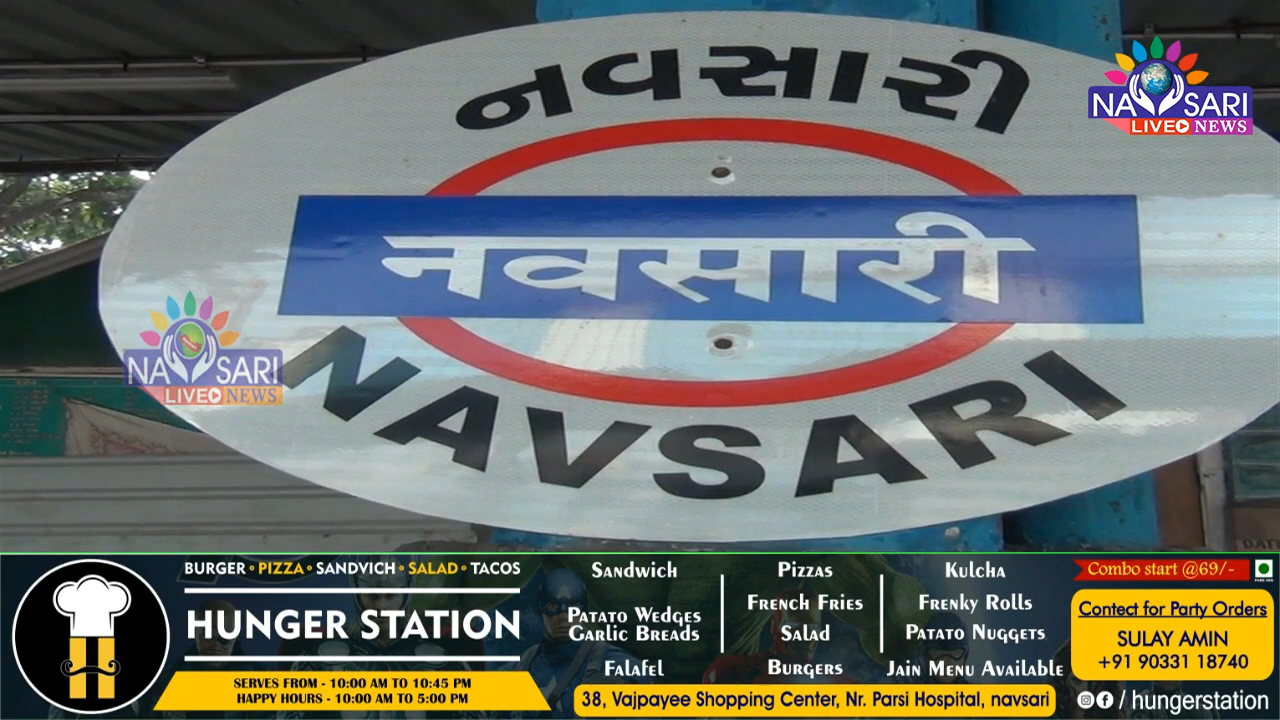 નવસારી
नवसारी
NAVSARI
NAVSARI
LIVE NEWS
NAVSARI
LIVE NEWS
BURGER • PIZZA • SANDVICH • SALAD • TACOS
HUNGER STATION
SERVES FROM - 10:00 AM TO 10:45 PM
HAPPY HOURS - 10:00 AM TO 5:00 PM
Sandwich
Patato Wedges
Garlic Breads
Falafel
Pizzas
French Fries
Salad
Burgers
Kulcha
Frenky Rolls
Patato Nuggets
Jain Menu Available
38, Vajpayee Shopping Center, Nr. Parsi Hospital, navsari
Combo start @69/-
Contect for Party Orders
SULAY AMIN
+91 90331 18740
/ hungerstation